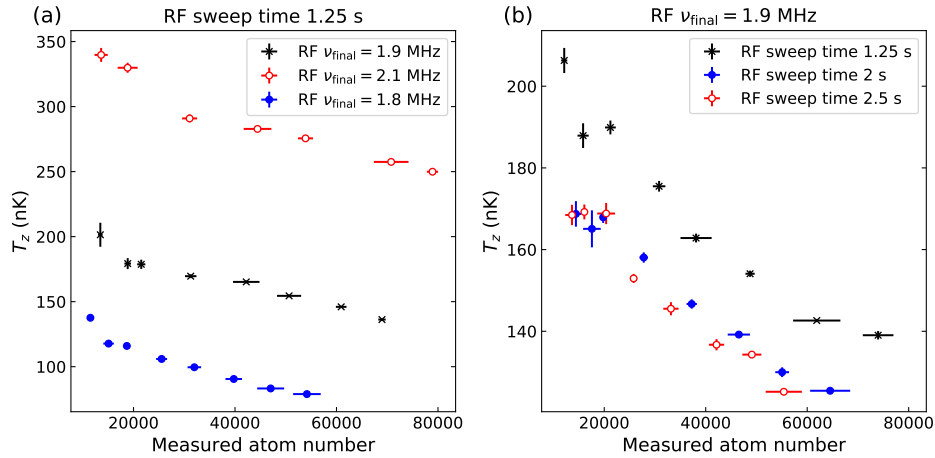 (a)
RF sweep time 1.25 s
RF ν_final = 1.9 MHz
RF ν_final = 2.1 MHz
RF ν_final = 1.8 MHz
350
300
250
200
150
100
T_z (nK)
20000 40000 60000 80000
Measured atom number
(b)
RF ν_final = 1.9 MHz
RF sweep time 1.25 s
RF sweep time 2 s
RF sweep time 2.5 s
200
180
160
140
T_z (nK)
20000 40000 60000 80000
Measured atom number